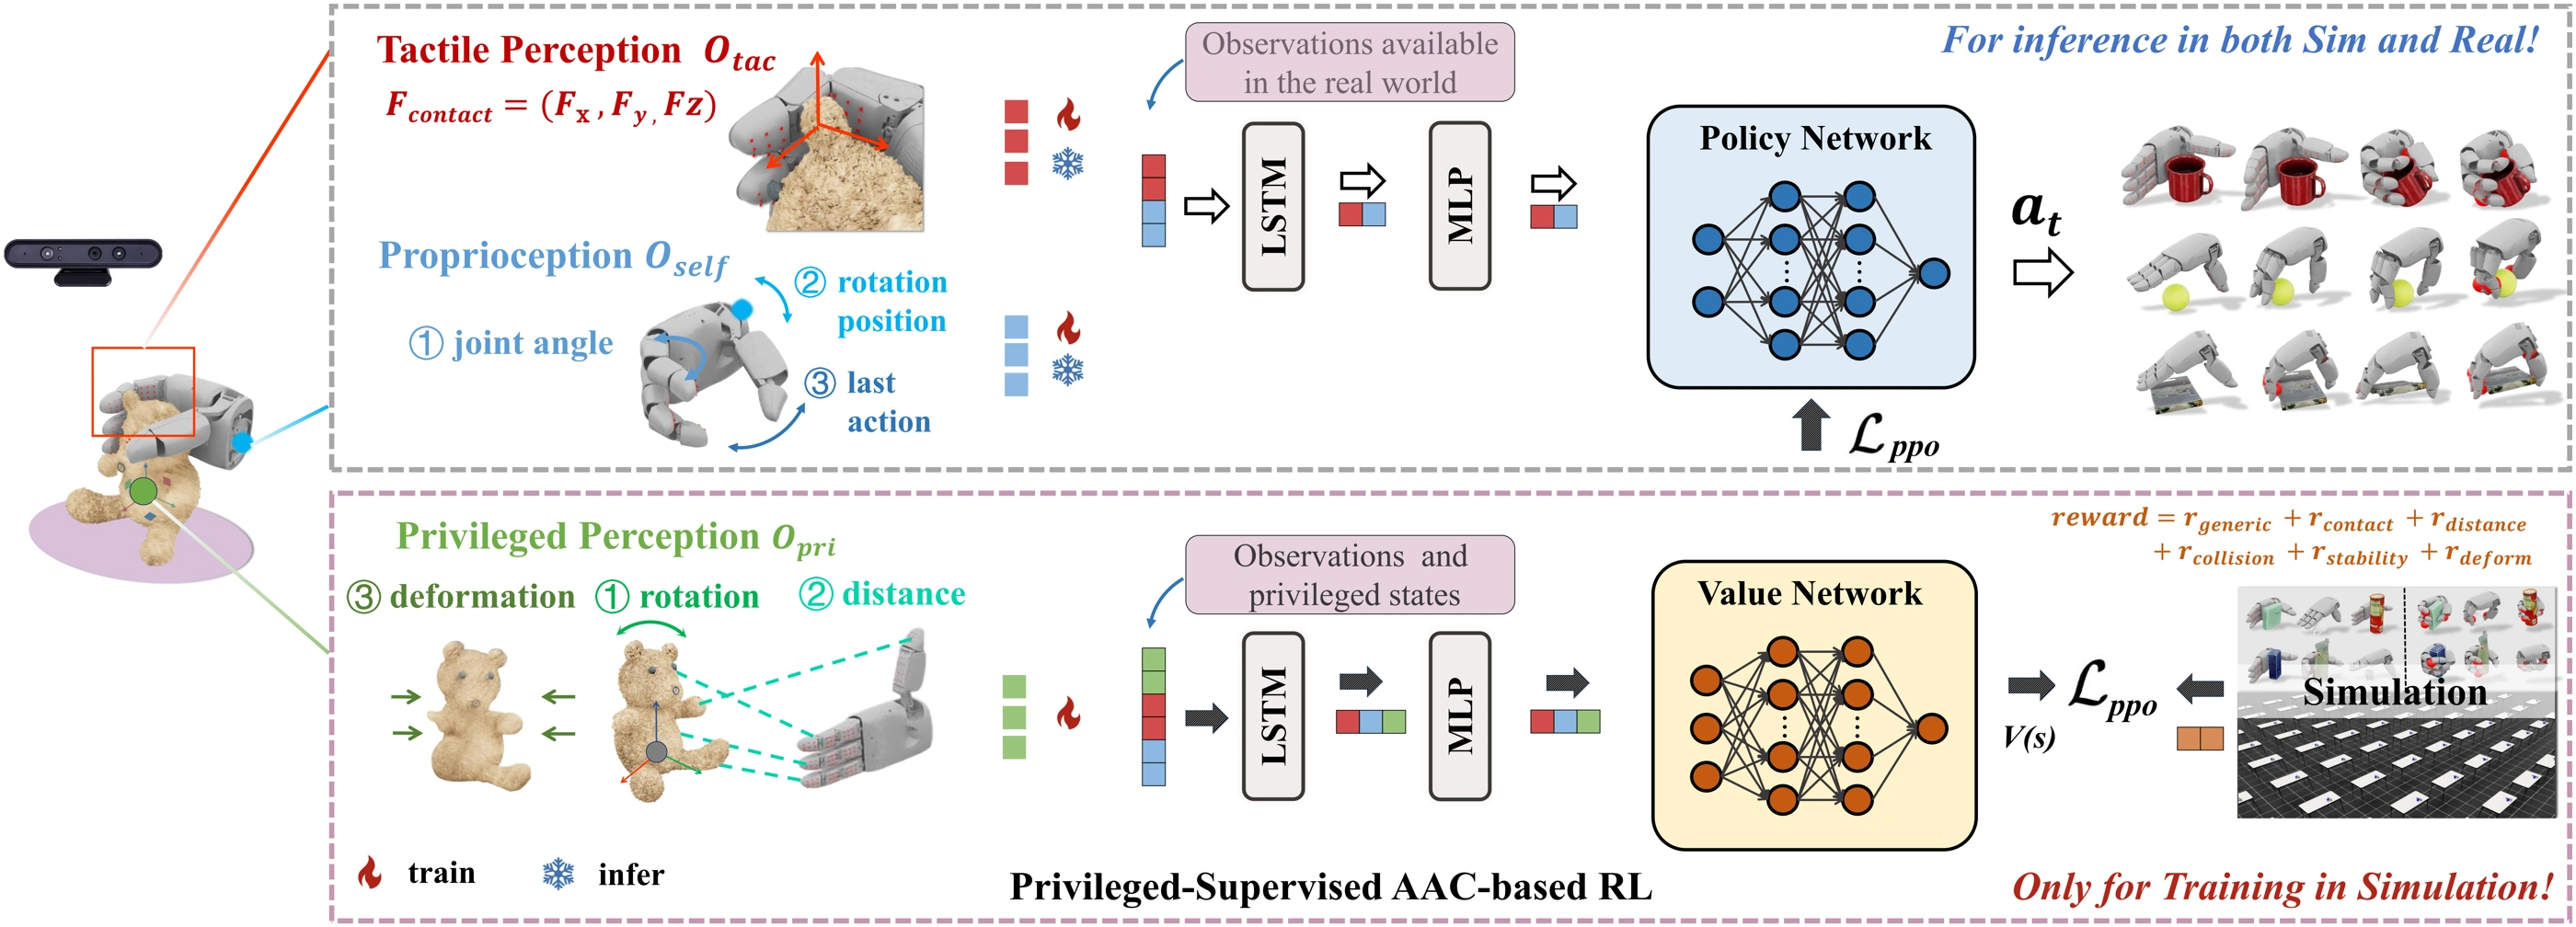 Tactile Perception O_tac
F_contact = (F_x , F_y , Fz)
Observations available
in the real world
For inference in both Sim and Real!
LSTM
MLP
Policy Network
a_t
Proprioception O_self
② rotation
position
① joint angle
③ last
action
ℒ_ppo
Privileged Perception O_pri
③ deformation
① rotation
② distance
Observations and
privileged states
LSTM
MLP
Value Network
V(s)
ℒ_ppo
reward = r_generic + r_contact + r_distance
+ r_collision + r_stability + r_deform
Simulation
train
infer
Privileged-Supervised AAC-based RL
Only for Training in Simulation!